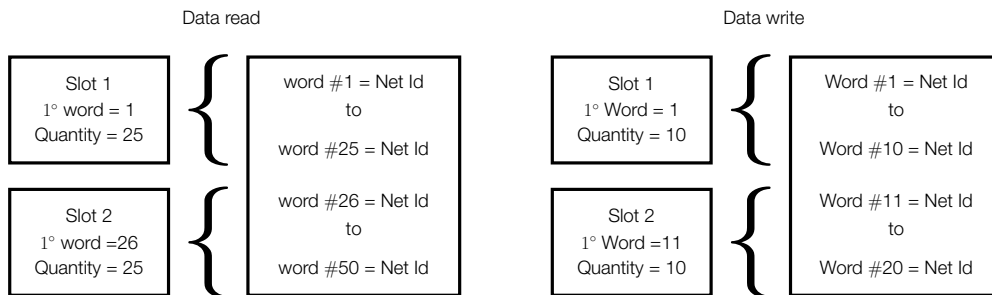 Data read
Slot 1
1° word = 1
Quantity = 25
word #1 = Net Id
to
word #25 = Net Id
Slot 2
1° word =26
Quantity = 25
word #26 = Net Id
to
word #50 = Net Id
Data write
Slot 1
1° Word = 1
Quantity = 10
Word #1 = Net Id
to
Word #10 = Net Id
Slot 2
1° Word =11
Quantity = 10
Word #11 = Net Id
to
Word #20 = Net Id